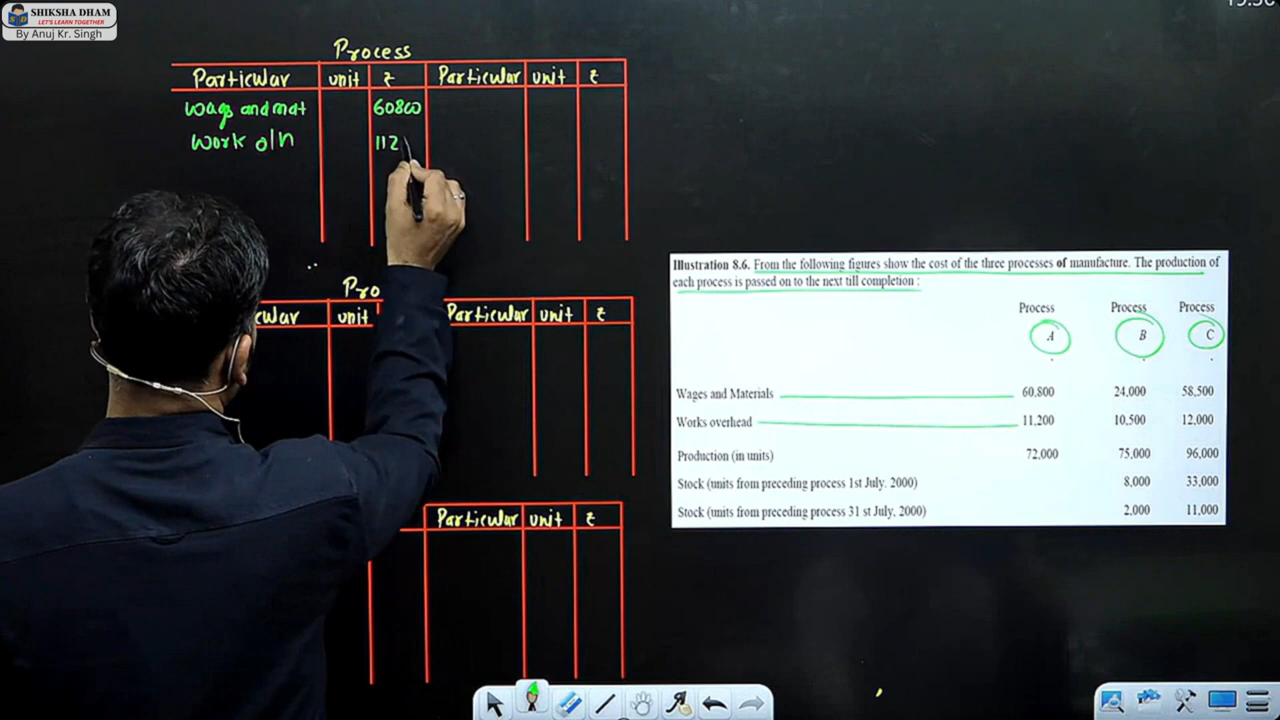 SHIKSHA DHAM
LET'S LEARN TOGETHER
By Anuj Kr. Singh
Process
Particular unit ₹ Particular unit ₹
wags and mat 60800
work o/h 112
Pro
cular unit Particular unit ₹
Particular unit ₹
Illustration 8.6. From the following figures show the cost of the three processes of manufacture. The production of
each process is passed on to the next till completion :
Process Process Process
A B C
Wages and Materials 60,800 24,000 58,500
Works overhead 11,200 10,500 12,000
Production (in units) 72,000 75,000 96,000
Stock (units from preceding process 1st July. 2000) 8,000 33,000
Stock (units from preceding process 31 st July, 2000) 2,000 11,000